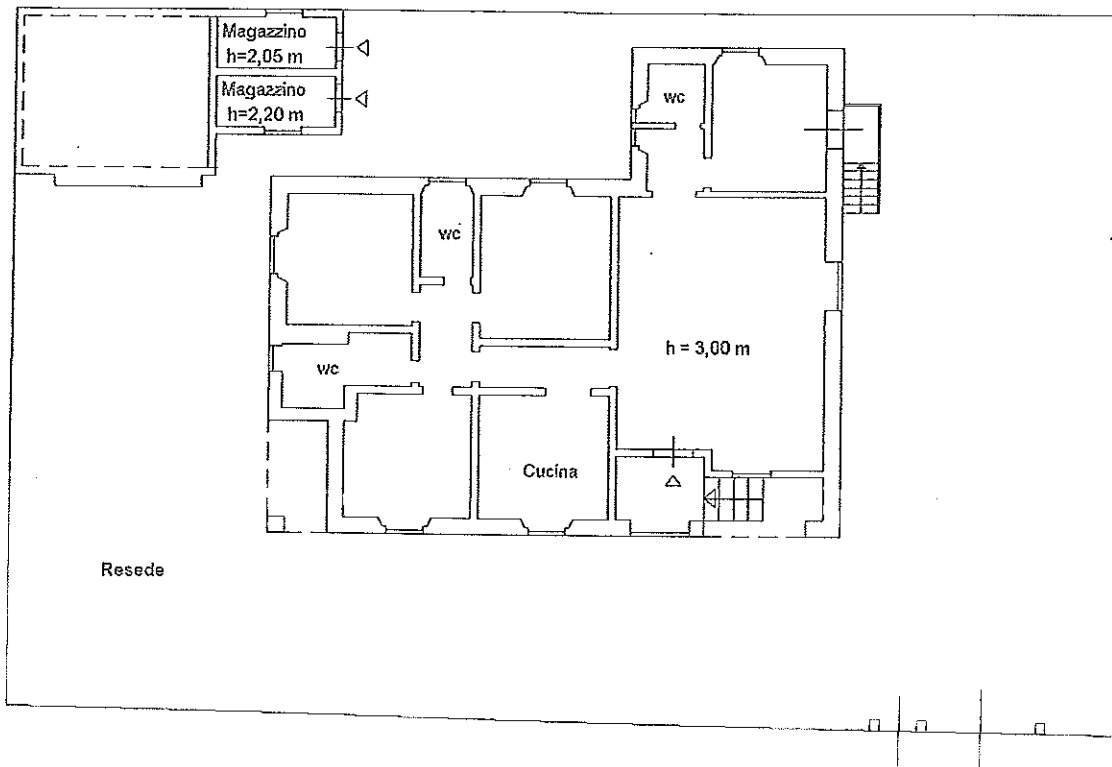 Magazzino
h=2,05 m
Magazzino
h=2,20 m
wc
wc
h = 3,00 m
wc
Cucina
Resede